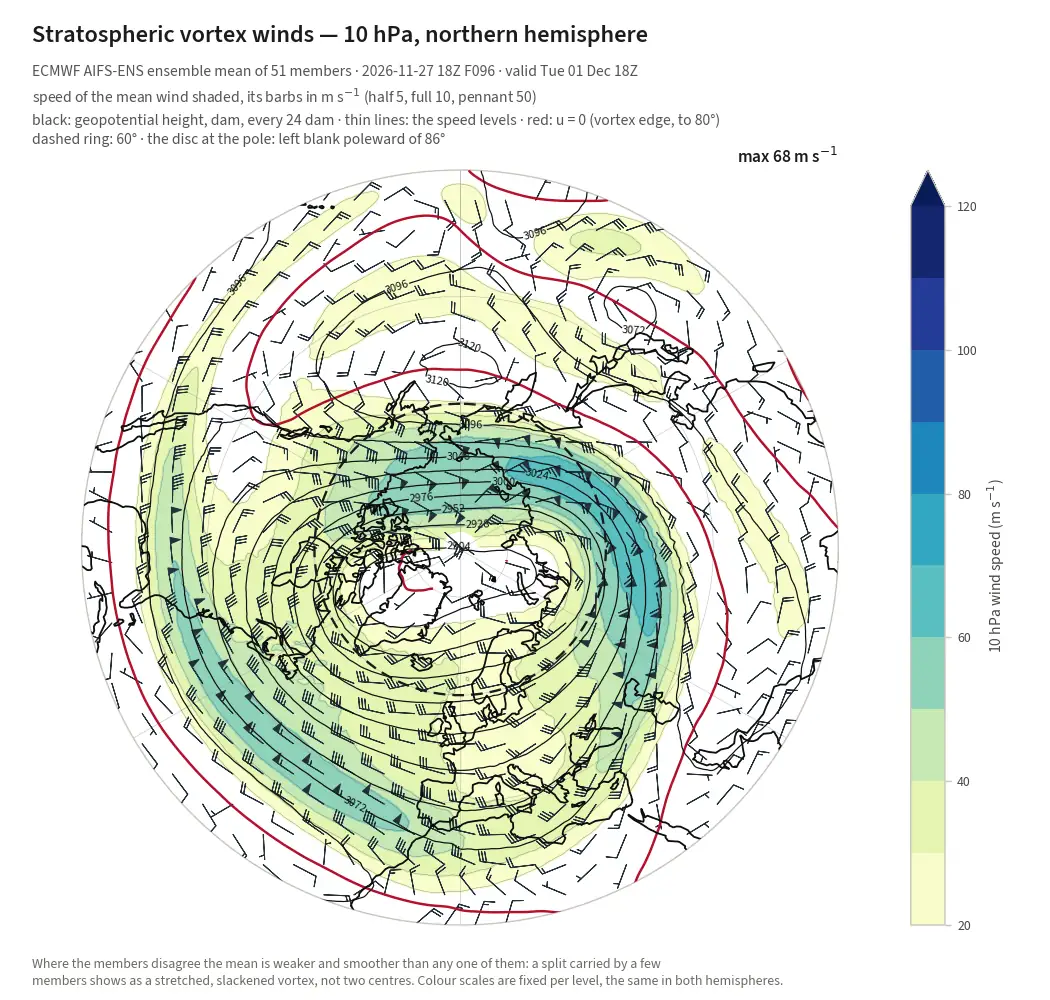 Stratospheric vortex winds — 10 hPa, northern hemisphere
ECMWF AIFS-ENS ensemble mean of 51 members · 2026-11-27 18Z F096 · valid Tue 01 Dec 18Z
speed of the mean wind shaded, its barbs in m s⁻¹ (half 5, full 10, pennant 50)
black: geopotential height, dam, every 24 dam · thin lines: the speed levels · red: u = 0 (vortex edge, to 80°)
dashed ring: 60° · the disc at the pole: left blank poleward of 86°
max 68 m s⁻¹
120
100
80
60
40
20
10 hPa wind speed (m s⁻¹)
3096
3096
3096
3072
3120
3120
3096
3048
3024
3000
2976
2952
2928
2904
3072
Where the members disagree the mean is weaker and smoother than any one of them: a split carried by a few
members shows as a stretched, slackened vortex, not two centres. Colour scales are fixed per level, the same in both hemispheres.